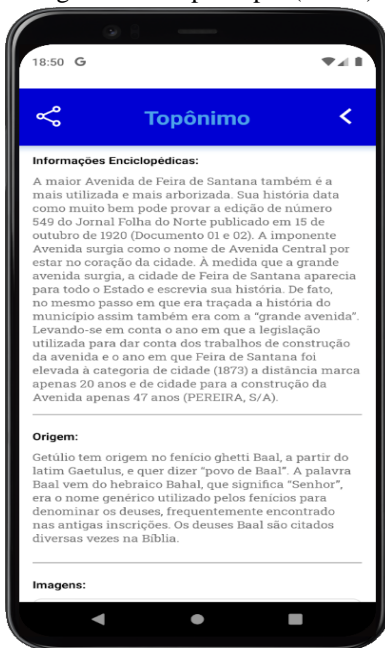 18:50 G
Topônimo
Informações Enciclopédicas:
A maior Avenida de Feira de Santana também é a
mais utilizada e mais arborizada. Sua história data
como muito bem pode provar a edição de número
549 do Jornal Folha do Norte publicado em 15 de
outubro de 1920 (Documento 01 e 02). A imponente
Avenida surgia como o nome de Avenida Central por
estar no coração da cidade. À medida que a grande
avenida surgia, a cidade de Feira de Santana aparecia
para todo o Estado e escrevia sua história. De fato,
no mesmo passo em que era traçada a história do
município assim também era com a “grande avenida”.
Levando-se em conta o ano em que a legislação
utilizada para dar conta dos trabalhos de construção
da avenida e o ano em que Feira de Santana foi
elevada à categoria de cidade (1873) a distância marca
apenas 20 anos e de cidade para a construção da
Avenida apenas 47 anos (PEREIRA, S/A).
Origem:
Getúlio tem origem no fenício ghetti Baal, a partir do
latim Gaetulus, e quer dizer “povo de Baal”. A palavra
Baal vem do hebraico Bahal, que significa “Senhor”,
era o nome genérico utilizado pelos fenícios para
denominar os deuses, frequentemente encontrado
nas antigas inscrições. Os deuses Baal são citados
diversas vezes na Bíblia.
Imagens: